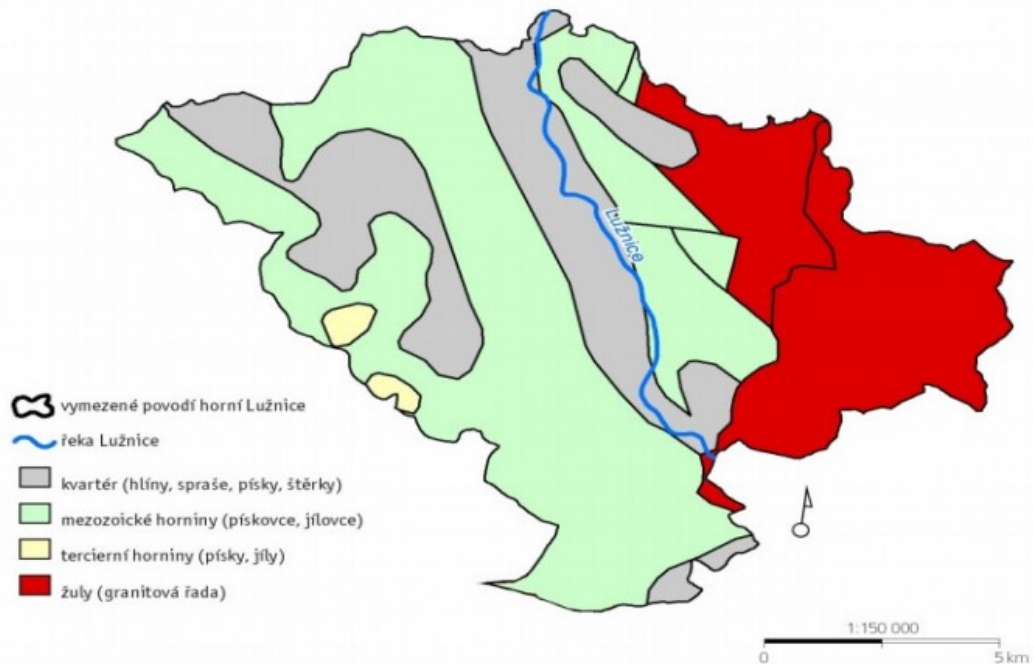 Lužnice
vymezené povodí horní Lužnice
řeka Lužnice
kvartér (hlíny, spraše, písky, štěrky)
mezozoické horniny (pískovce, jílovce)
tercierní horniny (písky, jíly)
žuly (granitová řada)
1:150 000
0 5 km